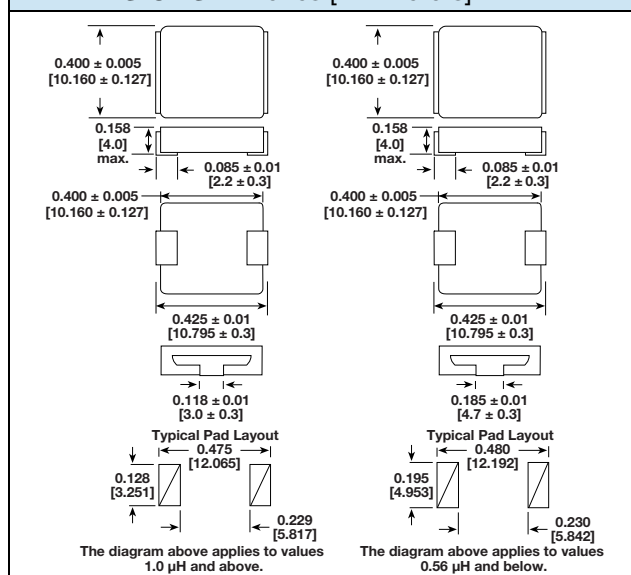 0.400 ± 0.005
[10.160 ± 0.127]
0.158
[4.0]
max.
0.085 ± 0.01
[2.2 ± 0.3]
0.400 ± 0.005
[10.160 ± 0.127]
0.425 ± 0.01
[10.795 ± 0.3]
0.118 ± 0.01
[3.0 ± 0.3]
Typical Pad Layout
0.475
[12.065]
0.128
[3.251]
0.229
[5.817]
The diagram above applies to values
1.0 µH and above.
0.400 ± 0.005
[10.160 ± 0.127]
0.158
[4.0]
max.
0.085 ± 0.01
[2.2 ± 0.3]
0.400 ± 0.005
[10.160 ± 0.127]
0.425 ± 0.01
[10.795 ± 0.3]
0.185 ± 0.01
[4.7 ± 0.3]
Typical Pad Layout
0.480
[12.192]
0.195
[4.953]
0.230
[5.842]
The diagram above applies to values
0.56 µH and below.